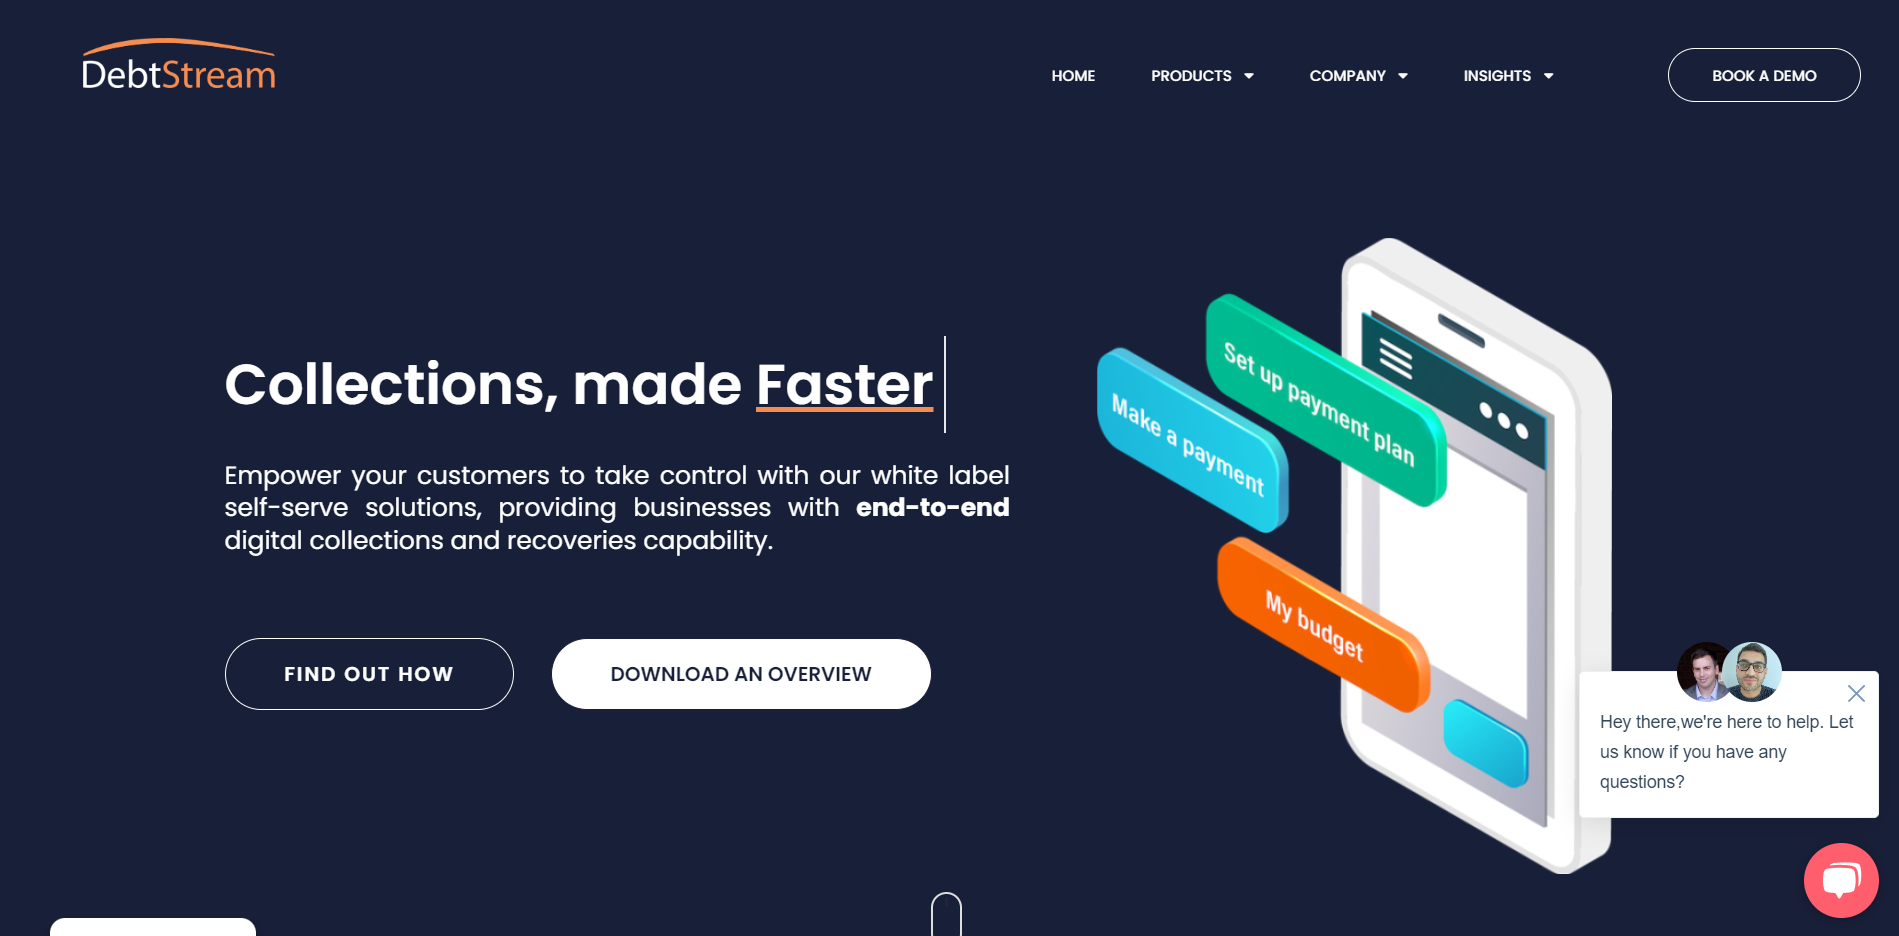 DebtStream
HOME
PRODUCTS
COMPANY
INSIGHTS
BOOK A DEMO
Collections, made Faster
Empower your customers to take control with our white label
self-serve solutions, providing businesses with end-to-end
digital collections and recoveries capability.
FIND OUT HOW
DOWNLOAD AN OVERVIEW
Set up payment plan
Make a payment
My budget
Hey there,we're here to help. Let
us know if you have any
questions?